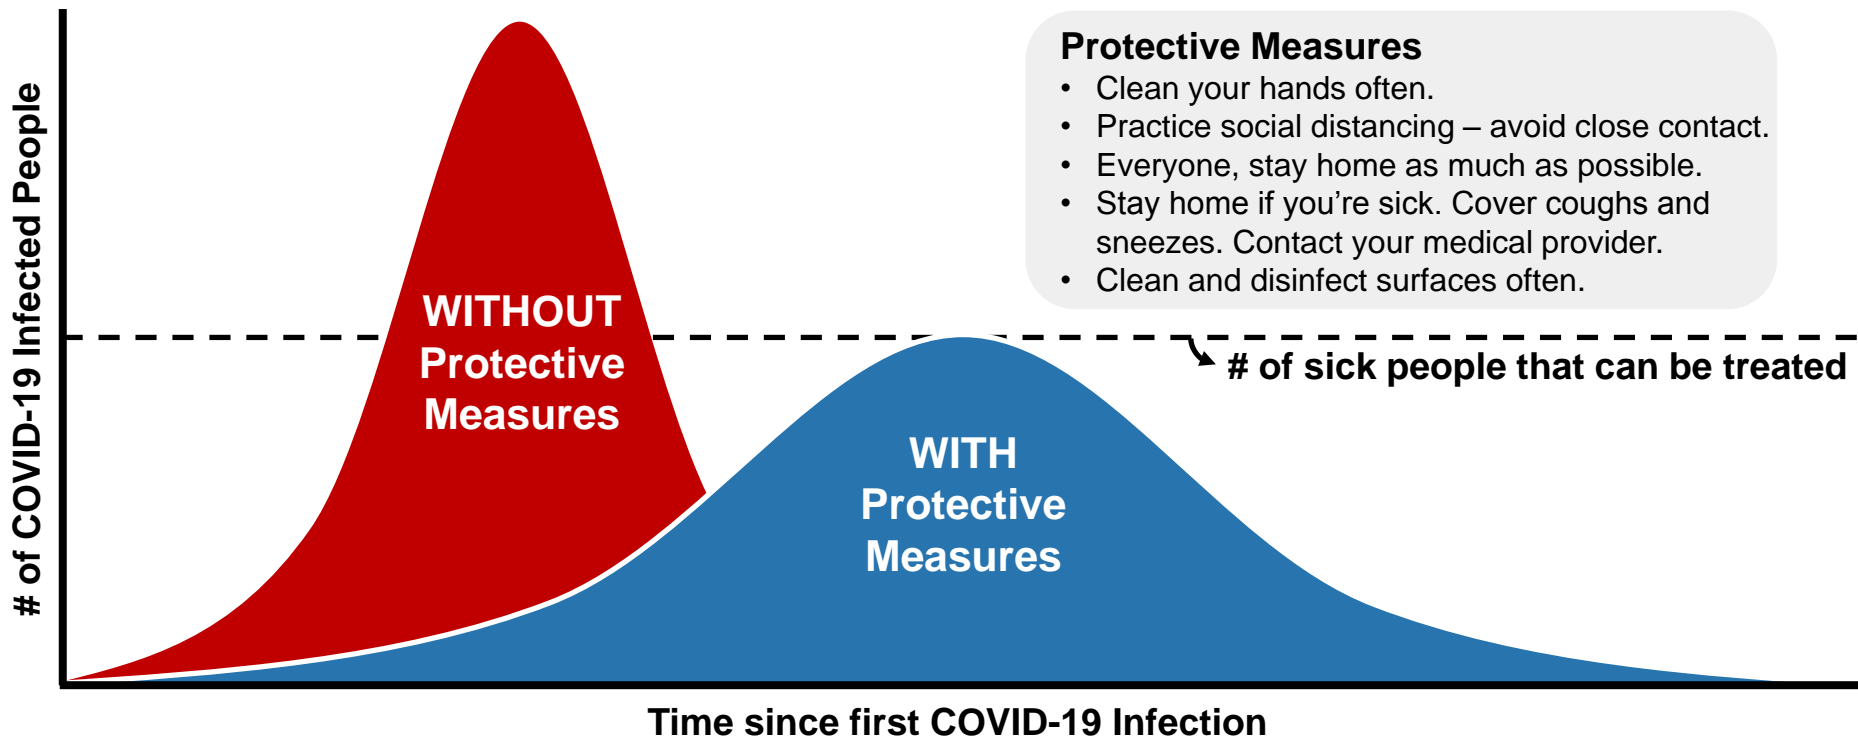 # of COVID-19 Infected People
Protective Measures
• Clean your hands often.
• Practice social distancing – avoid close contact.
• Everyone, stay home as much as possible.
• Stay home if you’re sick. Cover coughs and
sneezes. Contact your medical provider.
• Clean and disinfect surfaces often.
WITHOUT
Protective
Measures
# of sick people that can be treated
WITH
Protective
Measures
Time since first COVID-19 Infection